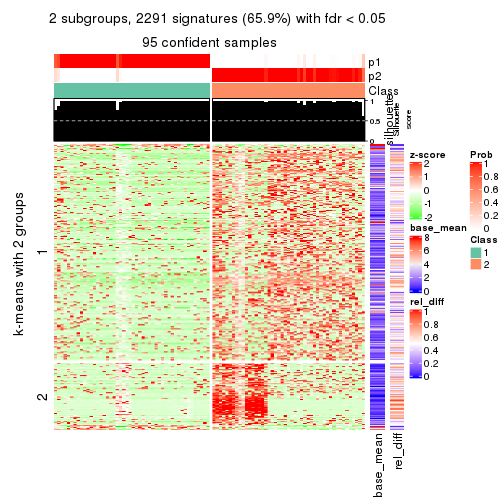 2 subgroups, 2291 signatures (65.9%) with fdr < 0.05
95 confident samples
p1
p2
Class
1
0.5
0
silhouette
Silhouette
score
k-means with 2 groups
1
2
base_mean
rel_diff
z-score
2
1
0
-1
-2
base_mean
8
6
4
2
0
rel_diff
1
0.8
0.6
0.4
0.2
0
Prob
1
0.8
0.6
0.4
0.2
0
Class
1
2